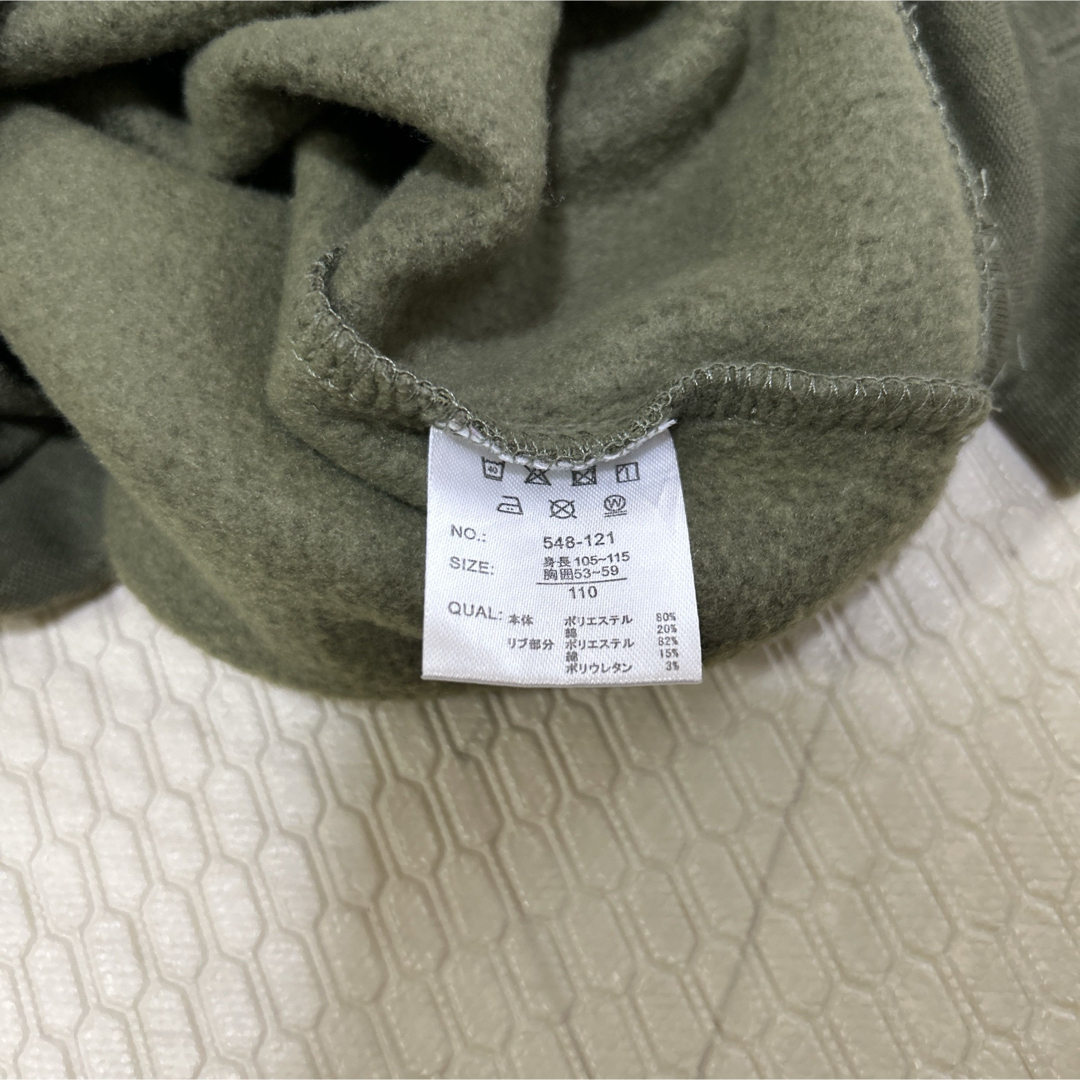 40
W
NO.: 548-121
SIZE: 身長105~115
胸囲53~59
110
QUAL: 本体 ポリエステル 80%
綿 20%
リブ部分 ポリエステル 82%
綿 15%
ポリウレタン 3%